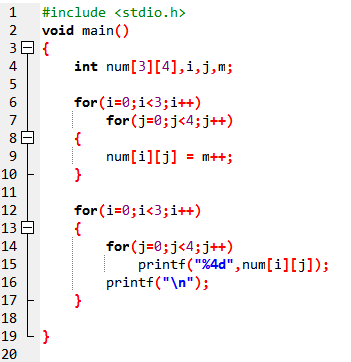 1 #include <stdio.h>
2 void main()
3 {
4     int num[3][4],i,j,m;
5
6     for(i=0;i<3;i++)
7         for(j=0;j<4;j++)
8     {
9         num[i][j] = m++;
10     }
11
12     for(i=0;i<3;i++)
13     {
14         for(j=0;j<4;j++)
15             printf("%4d",num[i][j]);
16         printf("\n");
17     }
18
19 }
20